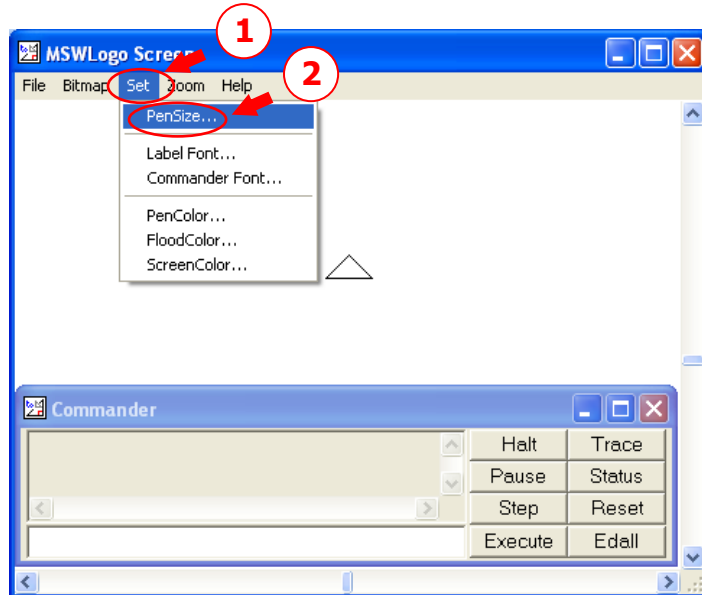 1
MSWLogo Screen
2
File Bitmap Set Zoom Help
PenSize...
Label Font...
Commander Font...
PenColor...
FloodColor...
ScreenColor...
Commander
Halt Trace
Pause Status
Step Reset
Execute Edall